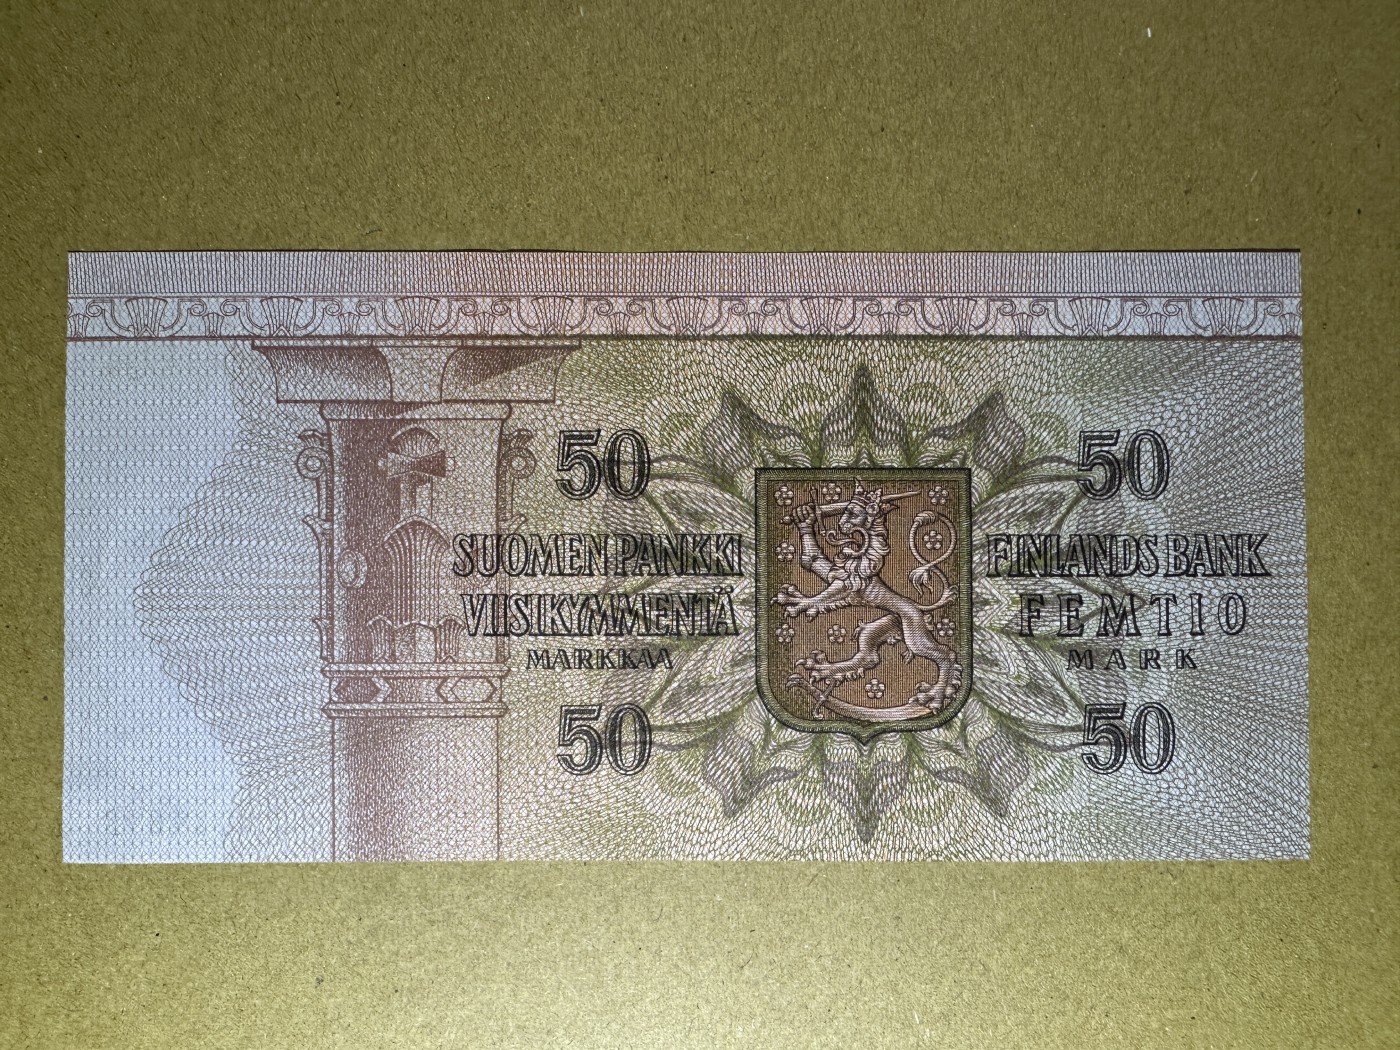 50 50
SUOMEN PANKKI FINLANDS BANK
VIISIKYMMENTÄ FEMTIO
MARKKAA MARK
50 50